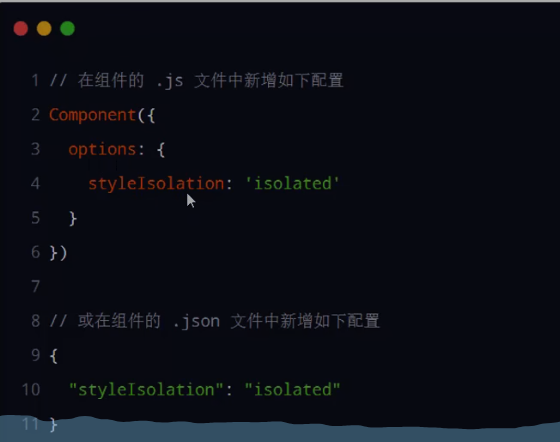 1 // 在组件的 .js 文件中新增如下配置
2 Component({
3   options: {
4     styleIsolation: 'isolated'
5   }
6 })
7
8 // 或在组件的 .json 文件中新增如下配置
9 {
10   "styleIsolation": "isolated"
11 }